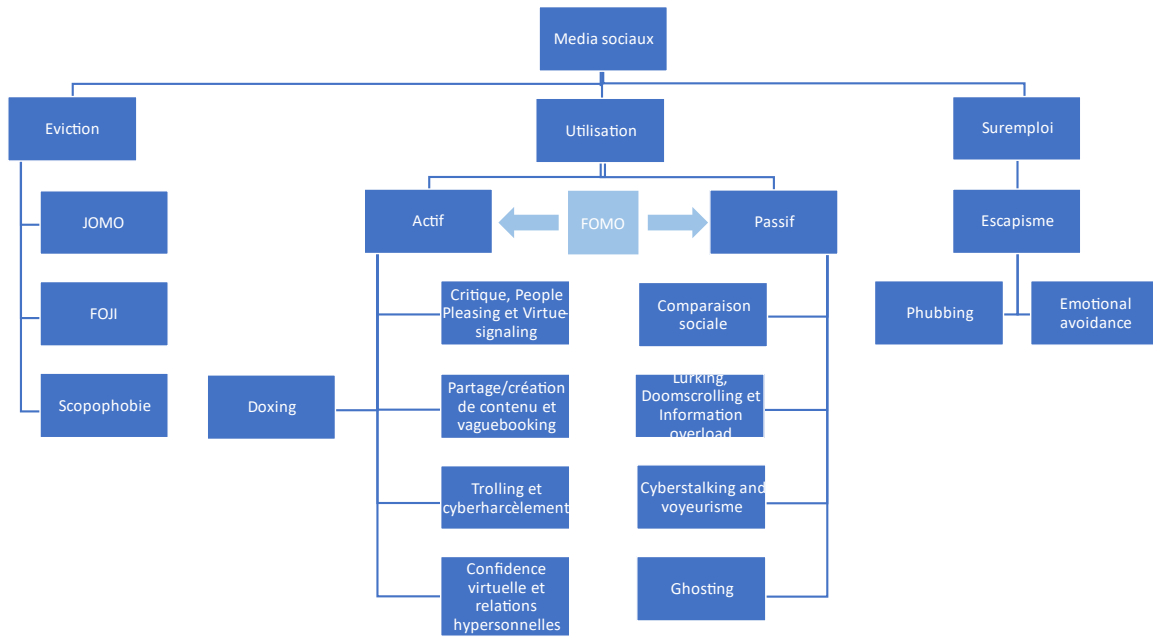 Media sociaux
Eviction
Utilisation
Suremploi
JOMO
FOJI
Scopophobie
Actif
FOMO
Passif
Escapisme
Critique, People
Pleasing et Virtue-
signaling
Doxing
Partage/création
de contenu et
vaguebooking
Trolling et
cyberharcèlement
Confidence
virtuelle et
relations
hypersonnelles
Comparaison
sociale
Lurking,
Doomscrolling et
Information
overload
Cyberstalking and
voyeurisme
Ghosting
Phubbing
Emotional
avoidance